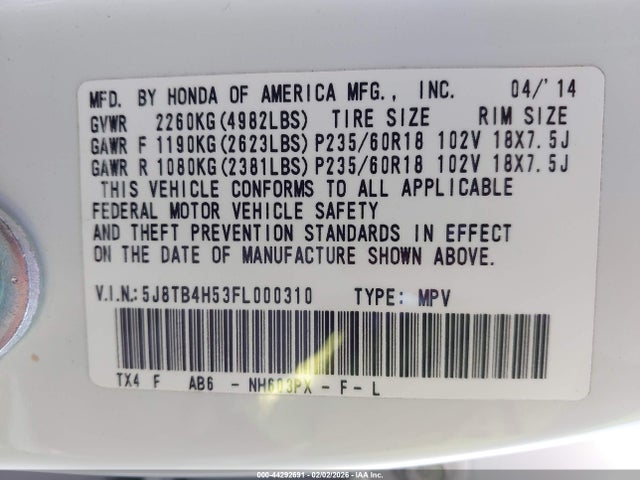 MFD. BY HONDA OF AMERICA MFG., INC. 04/'14
GVWR 2260KG(4982LBS) TIRE SIZE RIM SIZE
GAWR F 1190KG(2623LBS) P235/60R18 102V 18X7.5J
GAWR R 1080KG(2381LBS) P235/60R18 102V 18X7.5J
THIS VEHICLE CONFORMS TO ALL APPLICABLE
FEDERAL MOTOR VEHICLE SAFETY
AND THEFT PREVENTION STANDARDS IN EFFECT
ON THE DATE OF MANUFACTURE SHOWN ABOVE.
V.I.N.:5J8TB4H53FL000310 TYPE: MPV
TX4 F AB6 - NH603PX - F - L
000-44292691 - 02/02/2026 - Copart